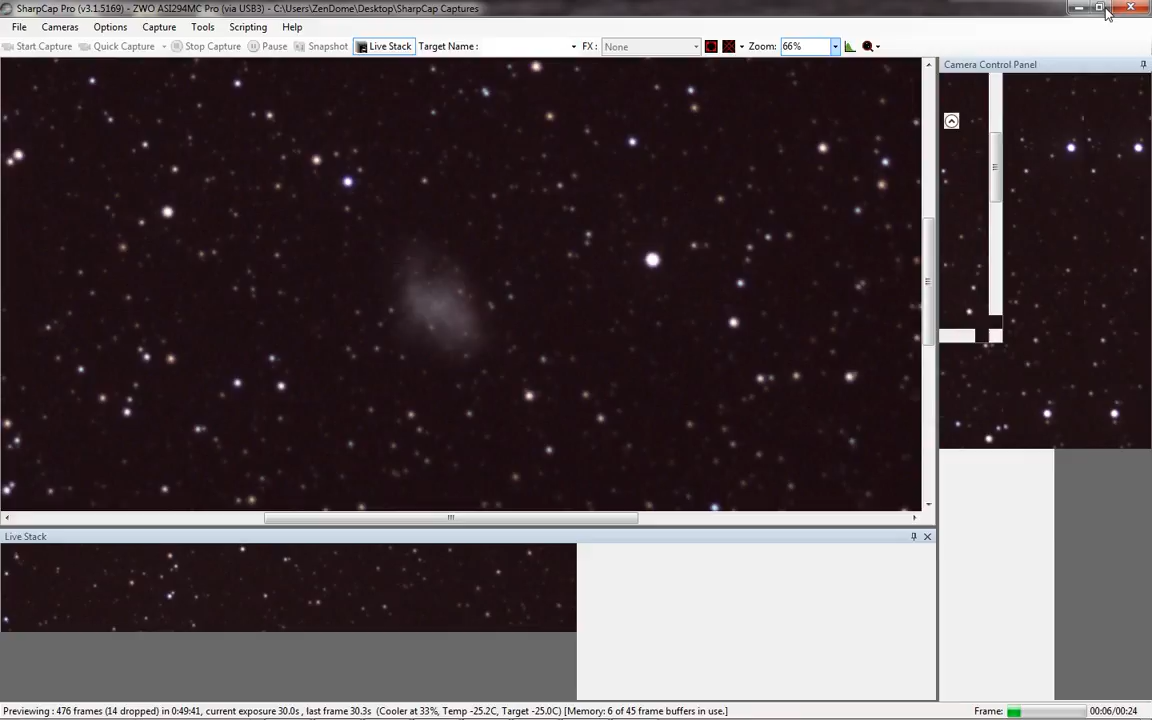 SharpCap Pro (v3.1.5169) - ZWO ASI294MC Pro (via USB3) - C:\Users\ZenDome\Desktop\SharpCap Captures
File Cameras Options Capture Tools Scripting Help
Start Capture Quick Capture Stop Capture Pause Snapshot Live Stack Target Name : FX : None Zoom: 66%
Camera Control Panel
Live Stack
Previewing : 476 frames (14 dropped) in 0:49:41, current exposure 30.0s , last frame 30.3s (Cooler at 33%, Temp -25.2C, Target -25.0C) [Memory: 6 of 45 frame buffers in use.] Frame: 00:06/00:24